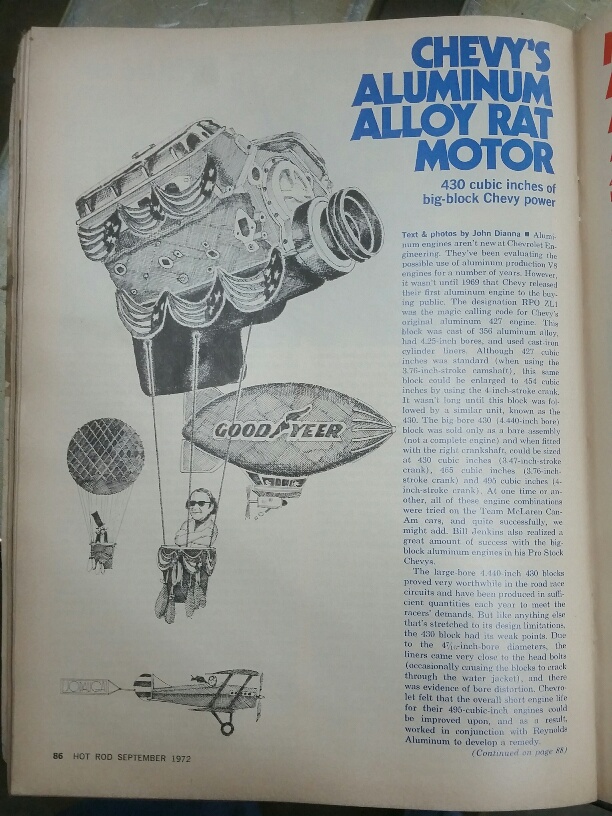 CHEVY'S
ALUMINUM
ALLOY RAT
MOTOR
430 cubic inches of
big-block Chevy power
Text & photos by John Dianna ■ Alumi-
num engines aren't new at Chevrolet En-
gineering. They've been evaluating the
possible use of aluminum production V8
engines for a number of years. However,
it wasn't until 1969 that Chevy released
their first aluminum engine to the buy-
ing public. The designation RPO ZL1
was the magic calling code for Chevy's
original aluminum 427 engine. This
block was cast of 356 aluminum alloy,
had 4.25-inch bores, and used cast-iron
cylinder liners. Although 427 cubic
inches was standard (when using the
3.76-inch-stroke camshaft), this same
block could be enlarged to 454 cubic
inches by using the 4-inch-stroke crank.
It wasn't long until this block was fol-
lowed by a similar unit, known as the
430. The big-bore 430 (4.440-inch bore)
block was sold only as a bare assembly
(not a complete engine) and when fitted
with the right crankshaft, could be sized
at 430 cubic inches (3.47-inch-stroke
crank), 465 cubic inches (3.76-inch-
stroke crank) and 495 cubic inches (4-
inch-stroke crank). At one time or an-
other, all of these engine combinations
were tried on the Team McLaren Can-
Am cars, and quite successfully, we
might add. Bill Jenkins also realized a
great amount of success with the big-
block aluminum engines in his Pro Stock
Chevys.
The large-bore 4.440-inch 430 blocks
proved very worthwhile in the road race
circuits and have been produced in suffi-
cient quantities each year to meet the
racers' demands. But like anything else
that's stretched to its design limitations,
the 430 block had its weak points. Due
to the 4⁷⁄₁₆-inch-bore diameters, the
liners came very close to the head bolts
(occasionally causing the blocks to crack
through the water jacket), and there
was evidence of bore distortion. Chevro-
let felt that the overall short engine life
for their 495-cubic-inch engines could
be improved upon, and as a result,
worked in conjunction with Reynolds
Aluminum to develop a remedy.
(Continued on page 88)
GOOD YEER
86 HOT ROD SEPTEMBER 1972